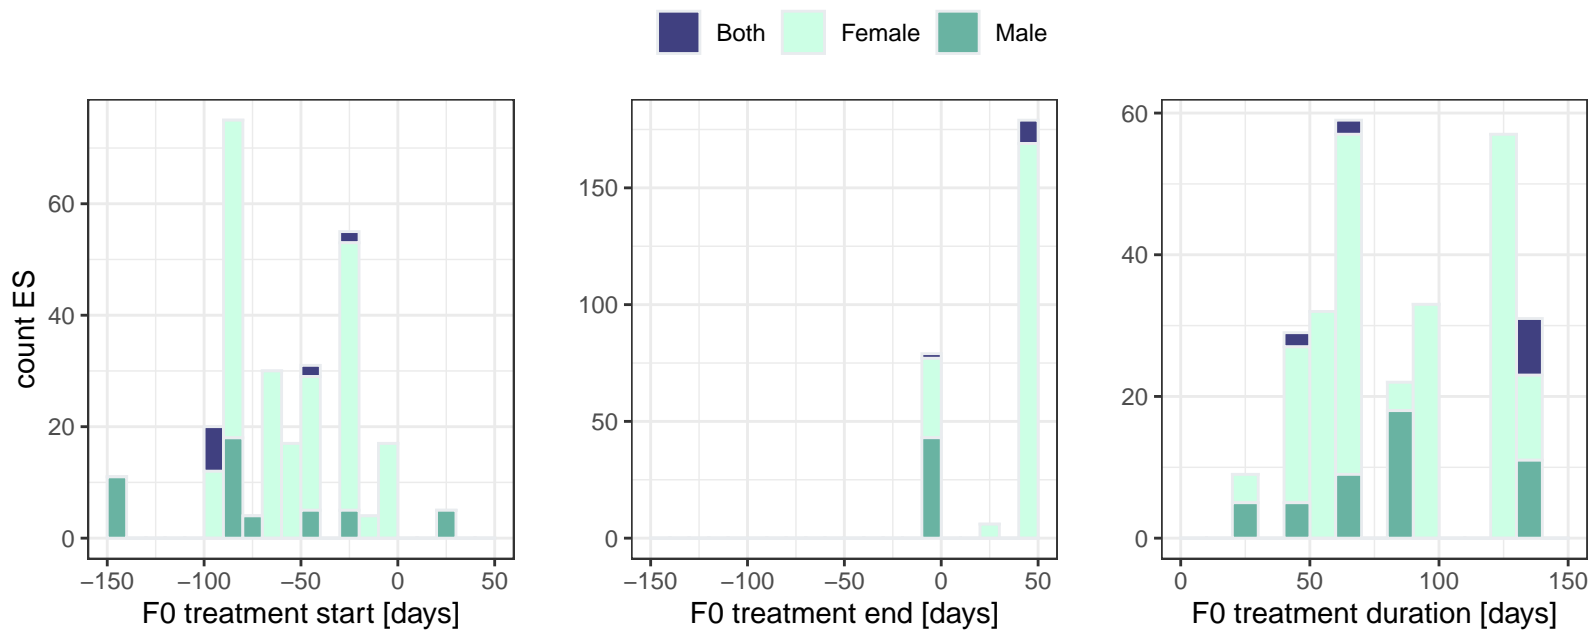 Both Female Male
count ES
60
40
20
0
−150 −100 −50 0 50
F0 treatment start [days]
150
100
50
0
−150 −100 −50 0 50
F0 treatment end [days]
60
40
20
0
0 50 100 150
F0 treatment duration [days]